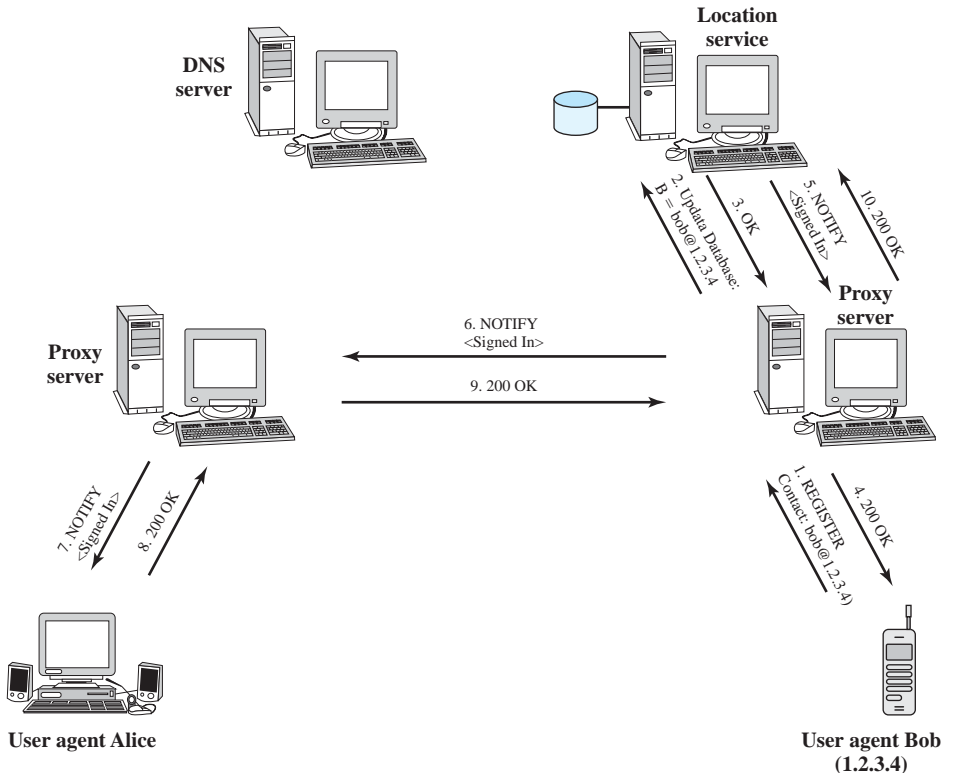 Location
service
DNS
server
2. Updata Database:
B = bob@1.2.3.4
3. OK
5. NOTIFY
<Signed In>
10. 200 OK
Proxy
server
6. NOTIFY
<Signed In>
9. 200 OK
Proxy
server
7. NOTIFY
<Signed In>
8. 200 OK
1. REGISTER
Contact: bob@1.2.3.4)
4. 200 OK
User agent Alice
User agent Bob
(1.2.3.4)